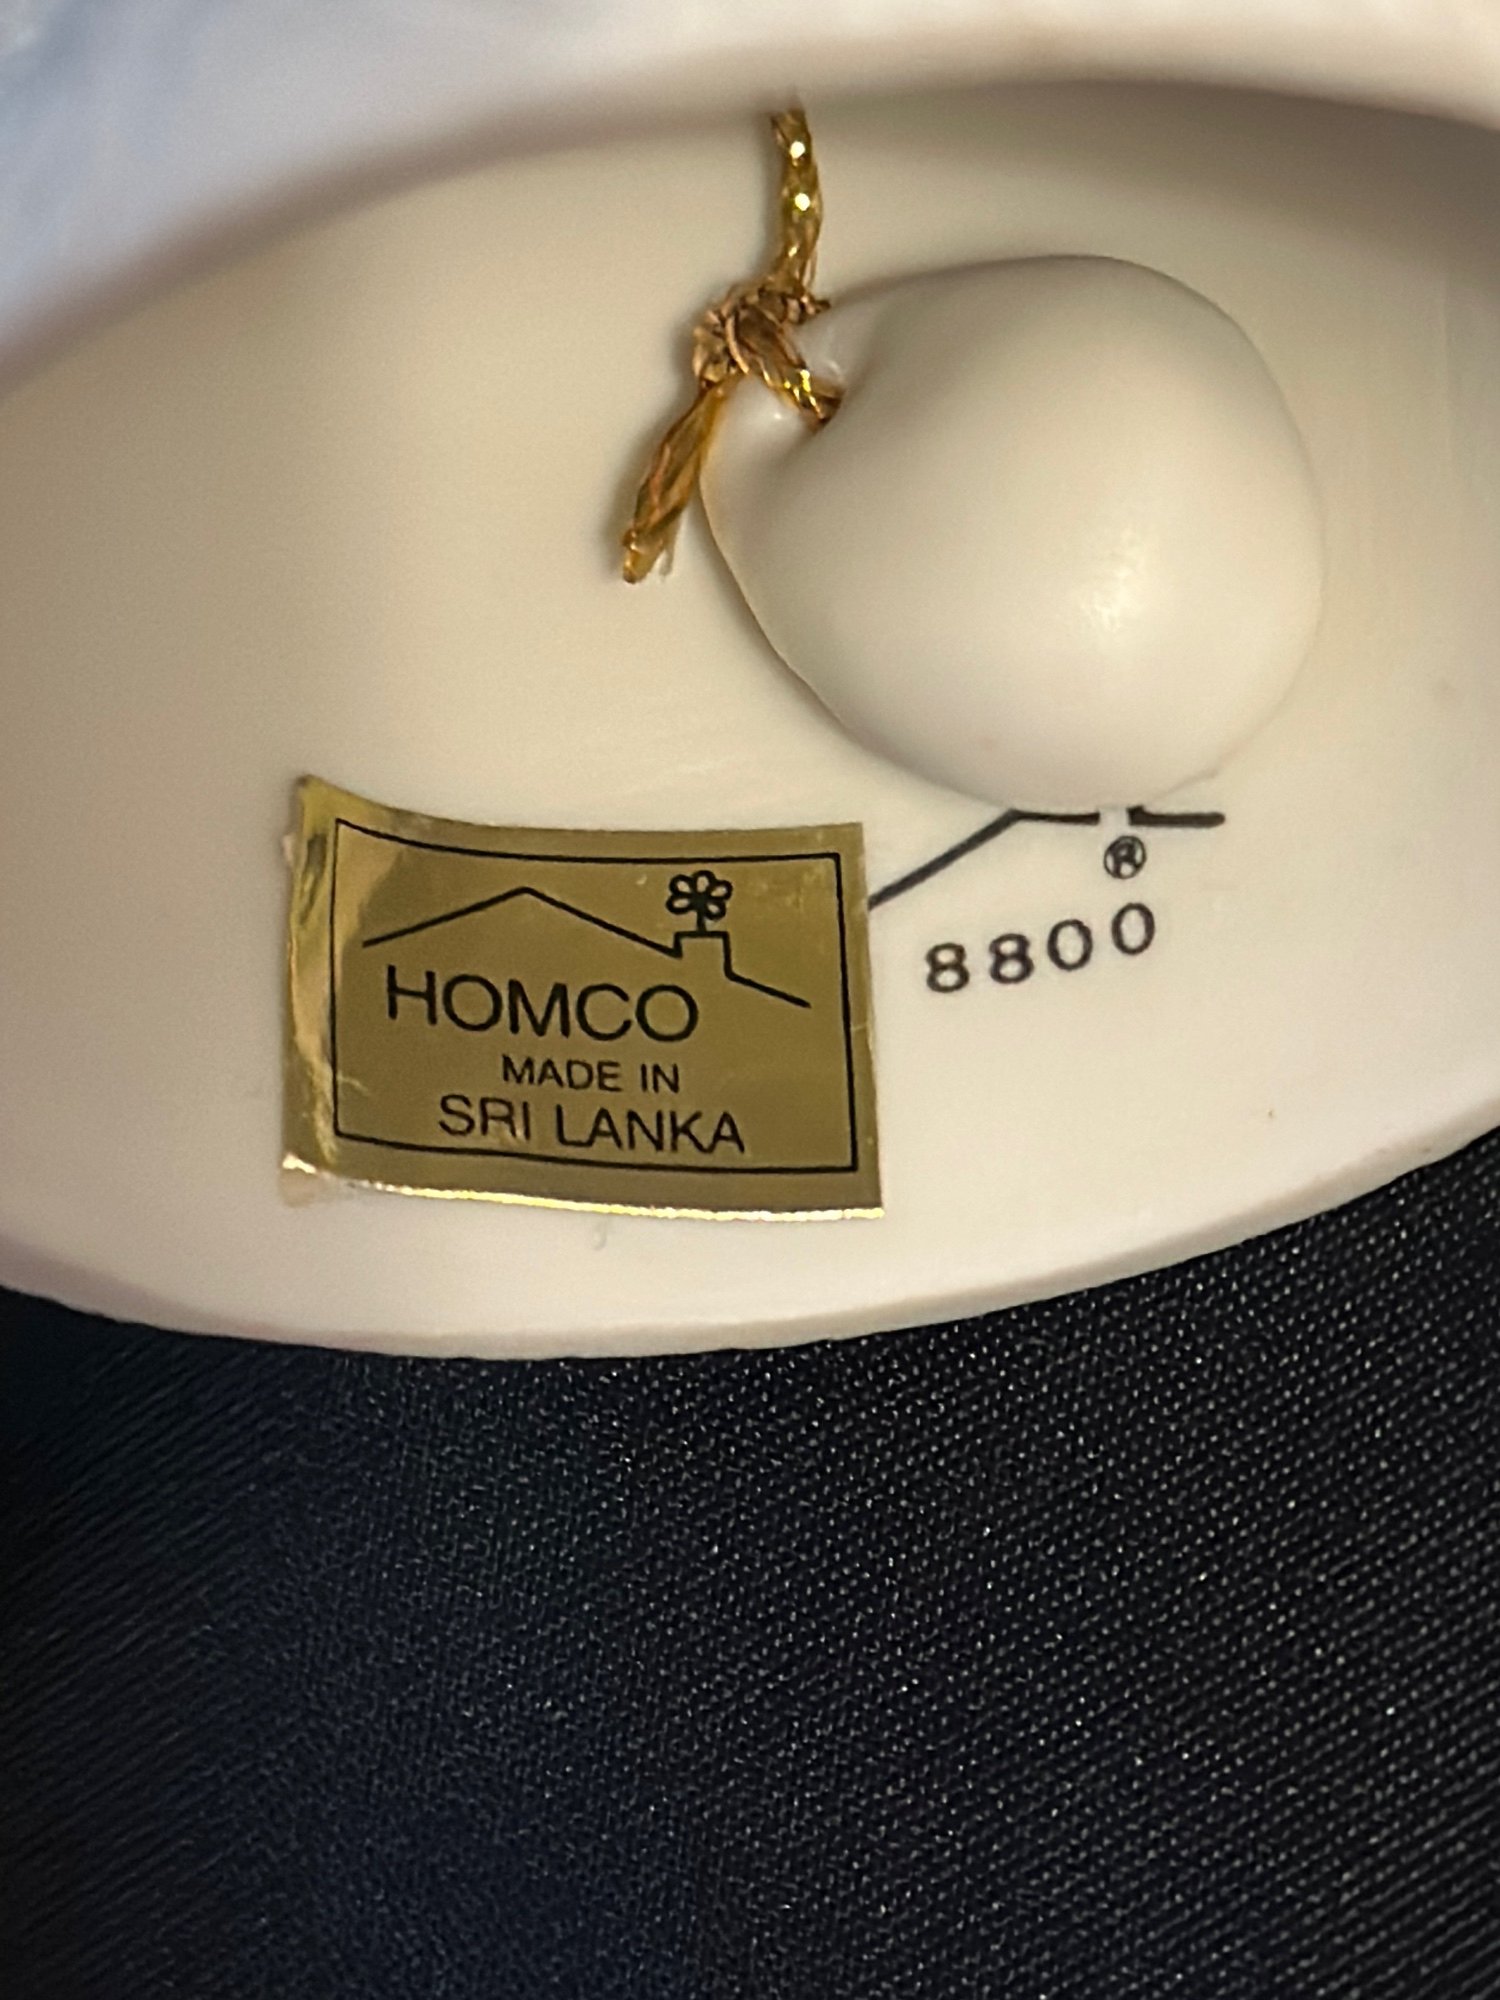 HOMCO
MADE IN
SRI LANKA
®
8800